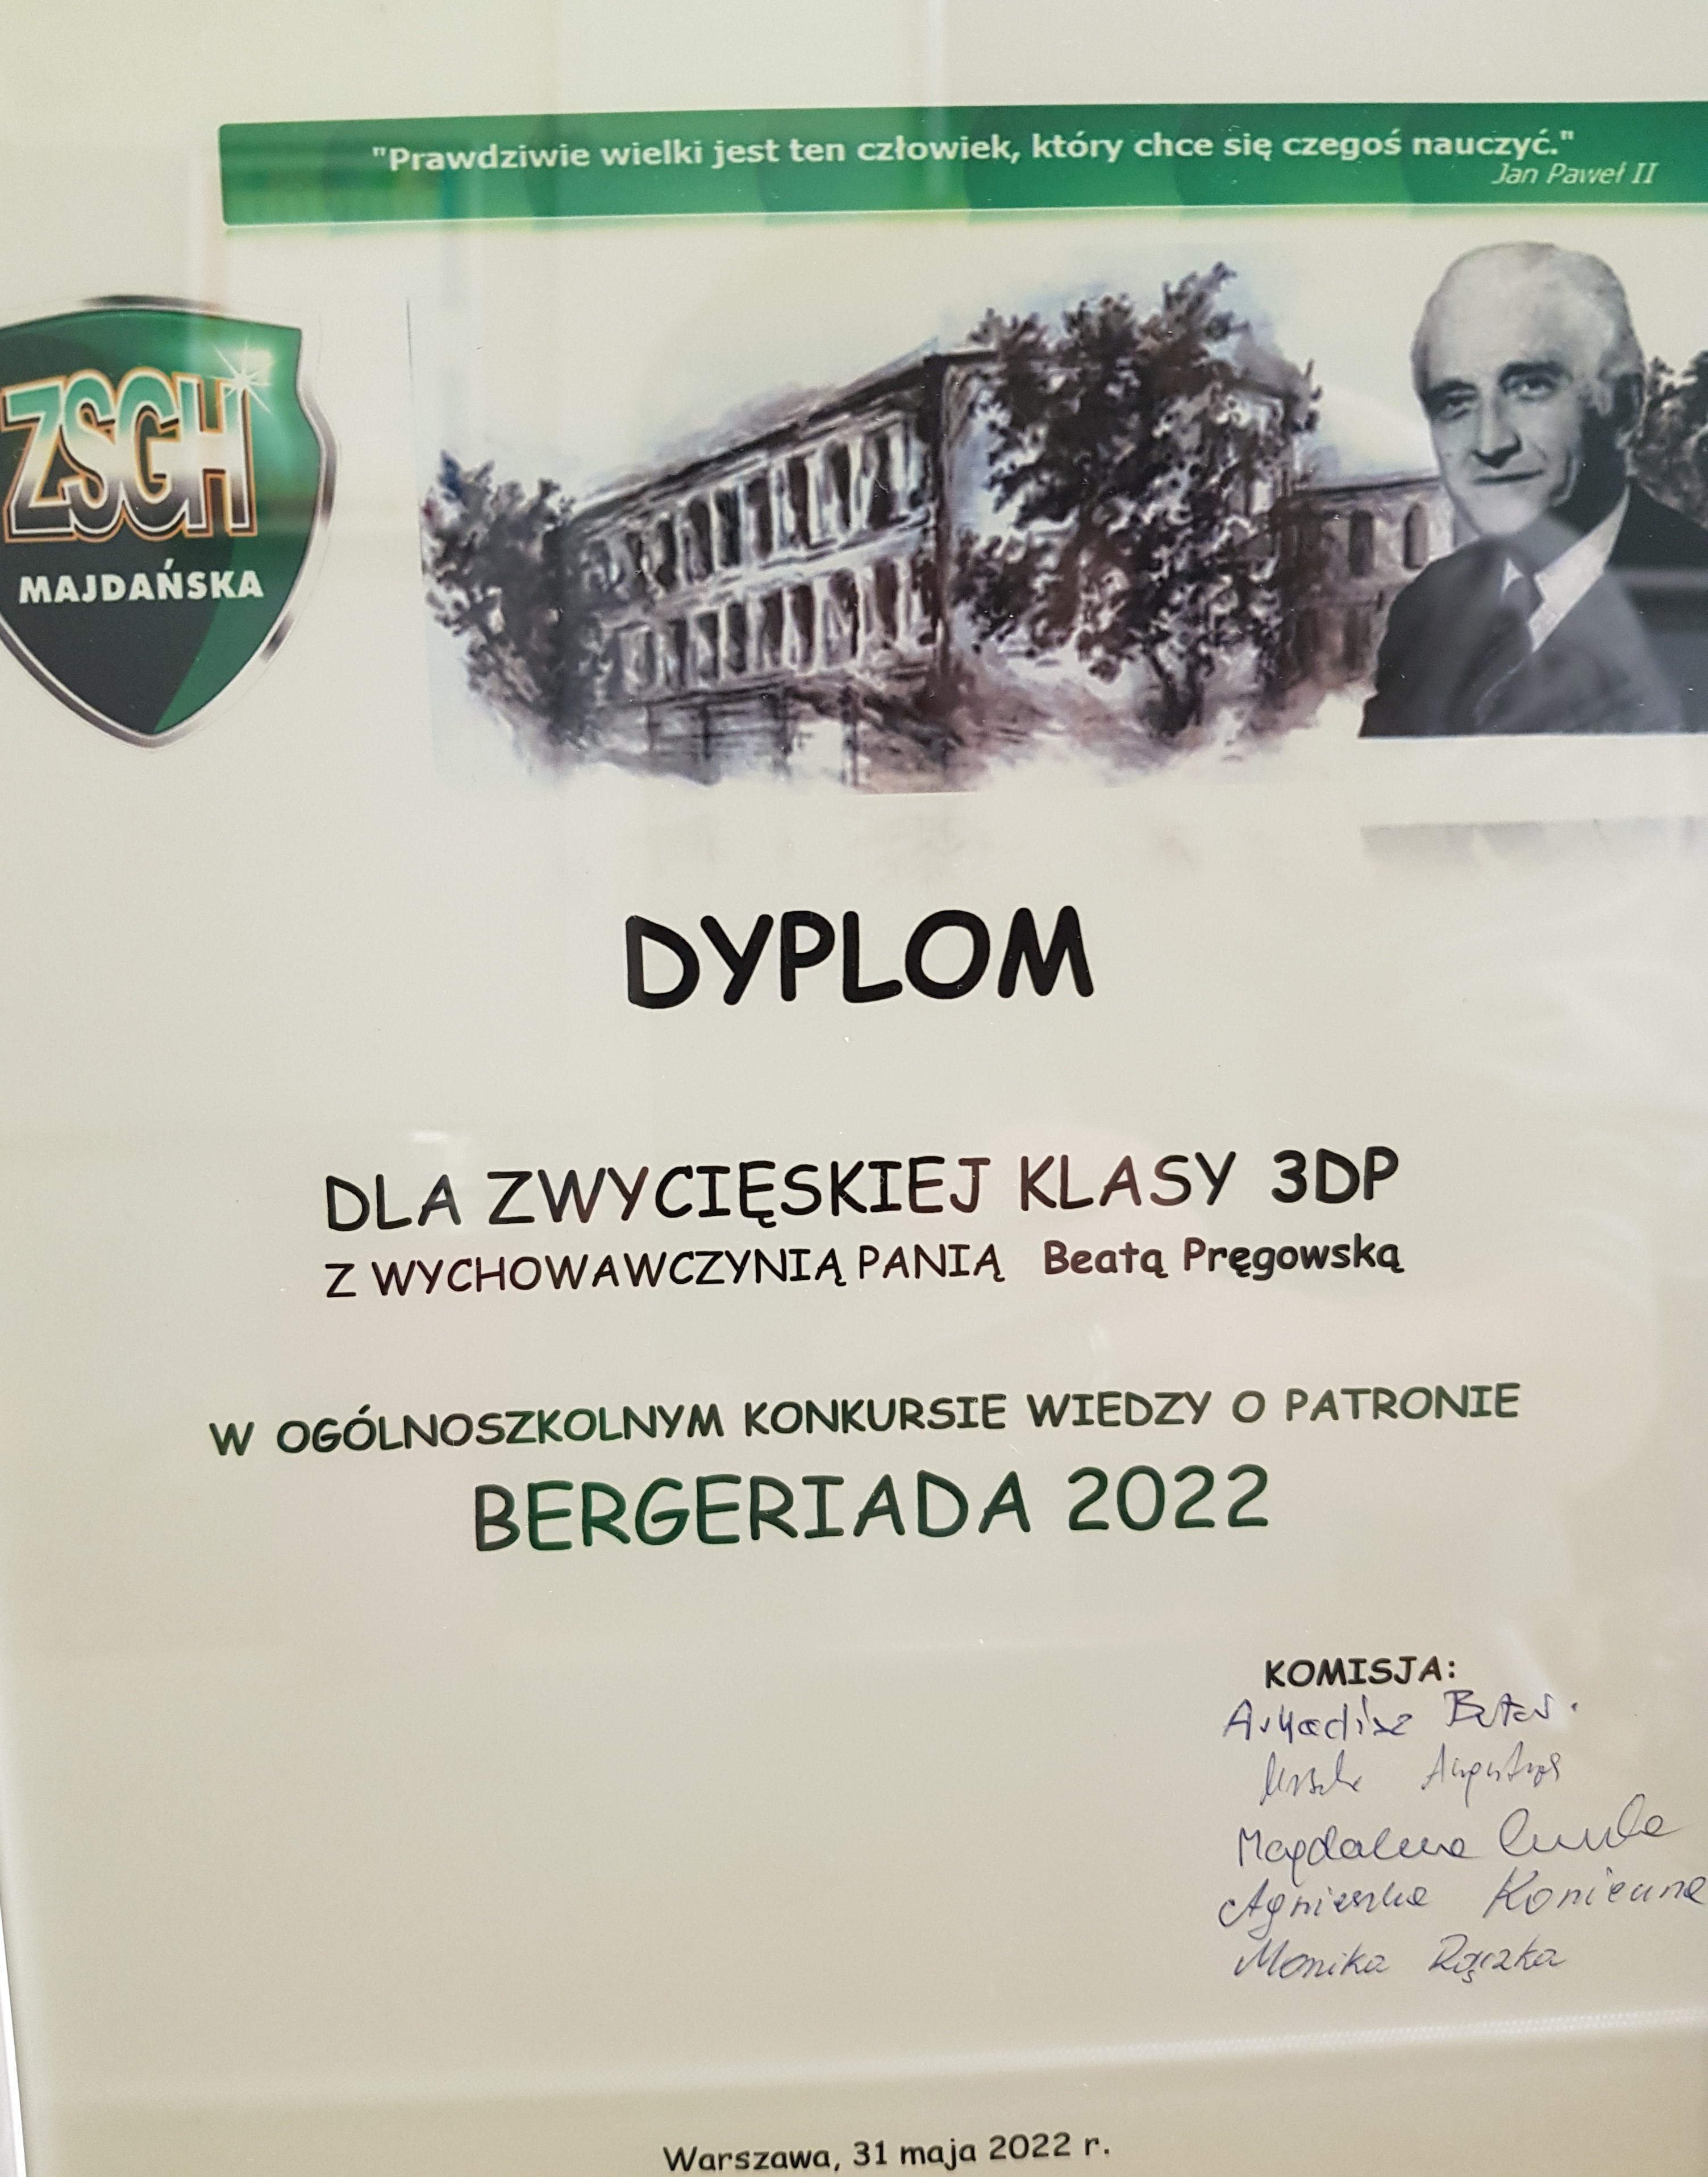 "Prawdziwie wielki jest ten człowiek, który chce się czegoś nauczyć."
Jan Paweł II
ZSGH
MAJDAŃSKA
DYPLOM
DLA ZWYCIĘSKIEJ KLASY 3DP
Z WYCHOWAWCZYNIĄ PANIĄ Beatą Pręgowską
W OGÓLNOSZKOLNYM KONKURSIE WIEDZY O PATRONIE
BERGERIADA 2022
KOMISJA:
Magdalena
Agnieszka
Monika Rączka
Warszawa, 31 maja 2022 r.